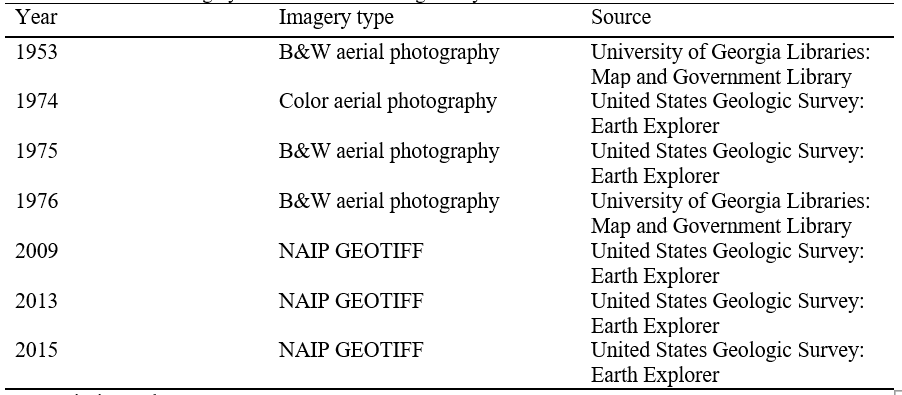 Year Imagery type Source
1953 B&W aerial photography University of Georgia Libraries:
Map and Government Library
1974 Color aerial photography United States Geologic Survey:
Earth Explorer
1975 B&W aerial photography United States Geologic Survey:
Earth Explorer
1976 B&W aerial photography University of Georgia Libraries:
Map and Government Library
2009 NAIP GEOTIFF United States Geologic Survey:
Earth Explorer
2013 NAIP GEOTIFF United States Geologic Survey:
Earth Explorer
2015 NAIP GEOTIFF United States Geologic Survey:
Earth Explorer